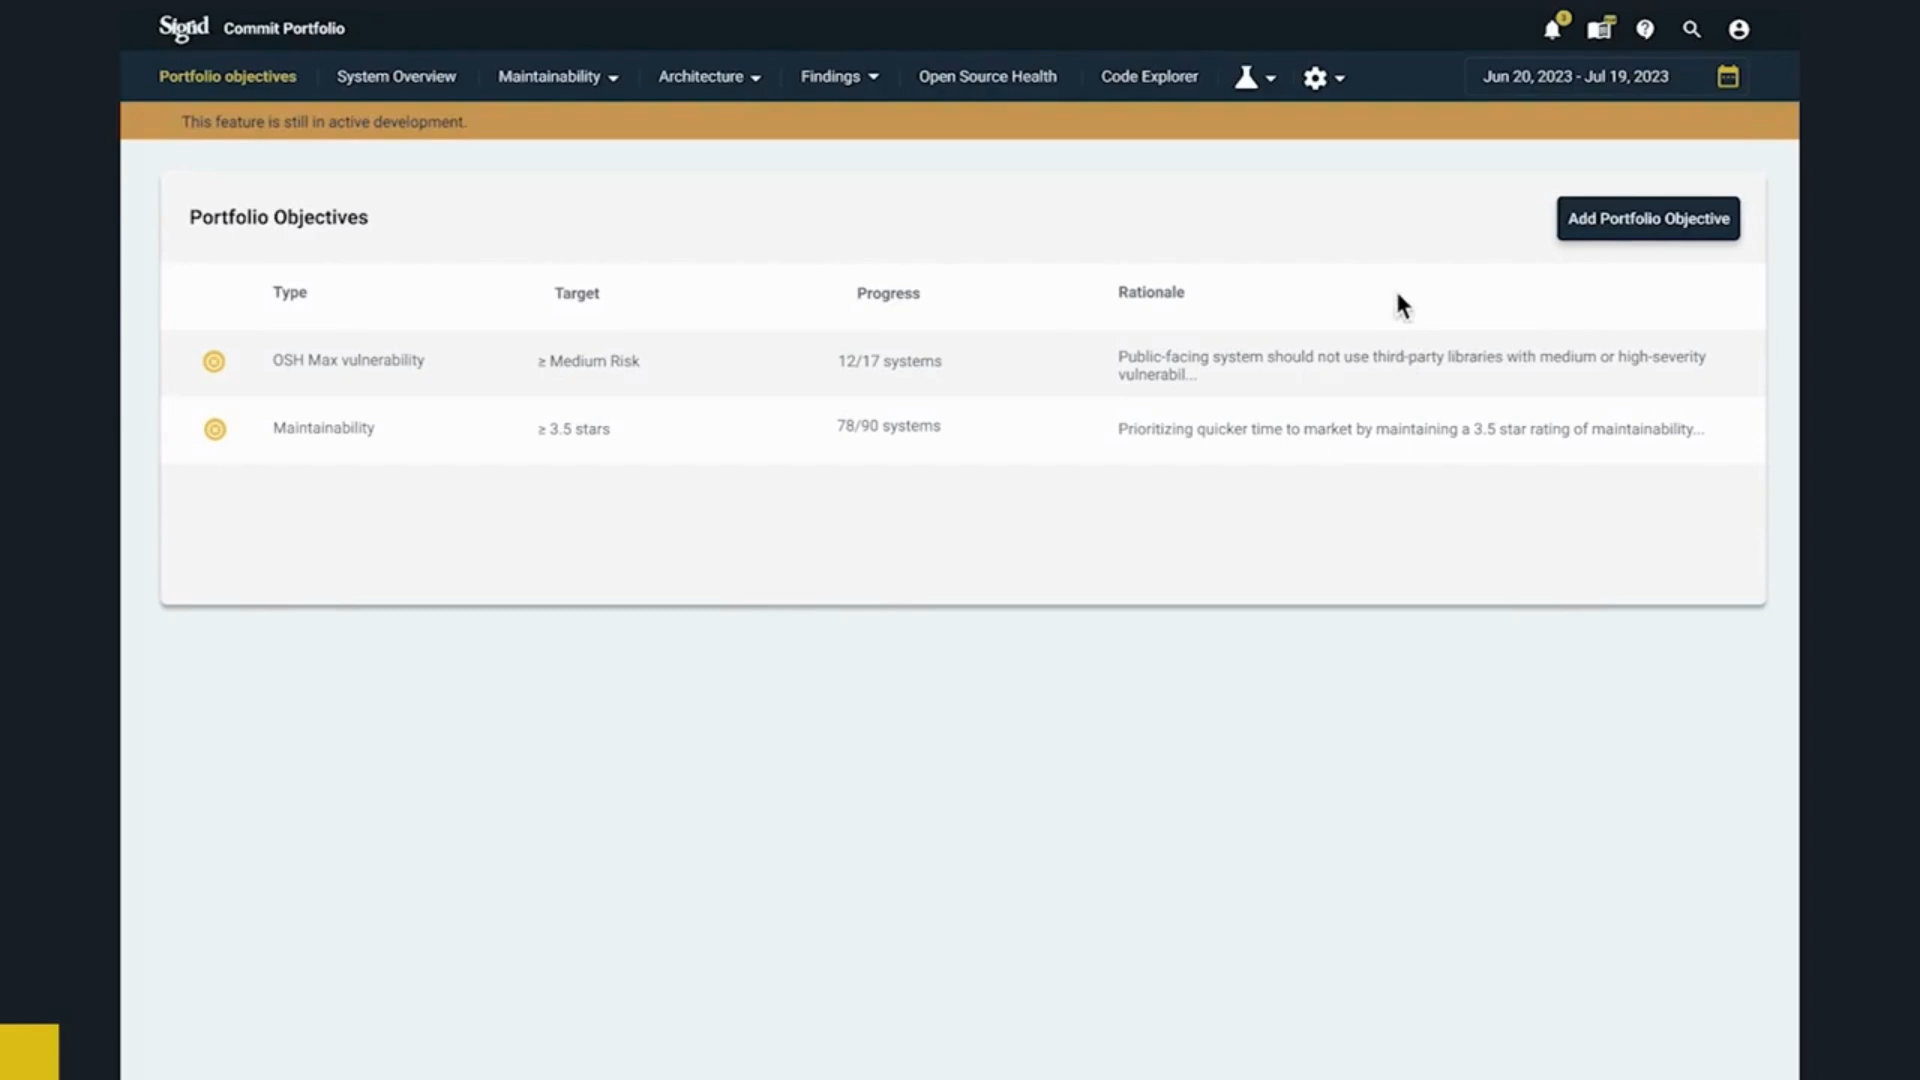 Sigrid Commit Portfolio
3
Portfolio objectives System Overview Maintainability Architecture Findings Open Source Health Code Explorer Jun 20, 2023 - Jul 19, 2023
This feature is still in active development.
Portfolio Objectives
Add Portfolio Objective
Type Target Progress Rationale
OSH Max vulnerability ≥ Medium Risk 12/17 systems Public-facing system should not use third-party libraries with medium or high-severity
vulnerabil...
Maintainability ≥ 3.5 stars 78/90 systems Prioritizing quicker time to market by maintaining a 3.5 star rating of maintainability...